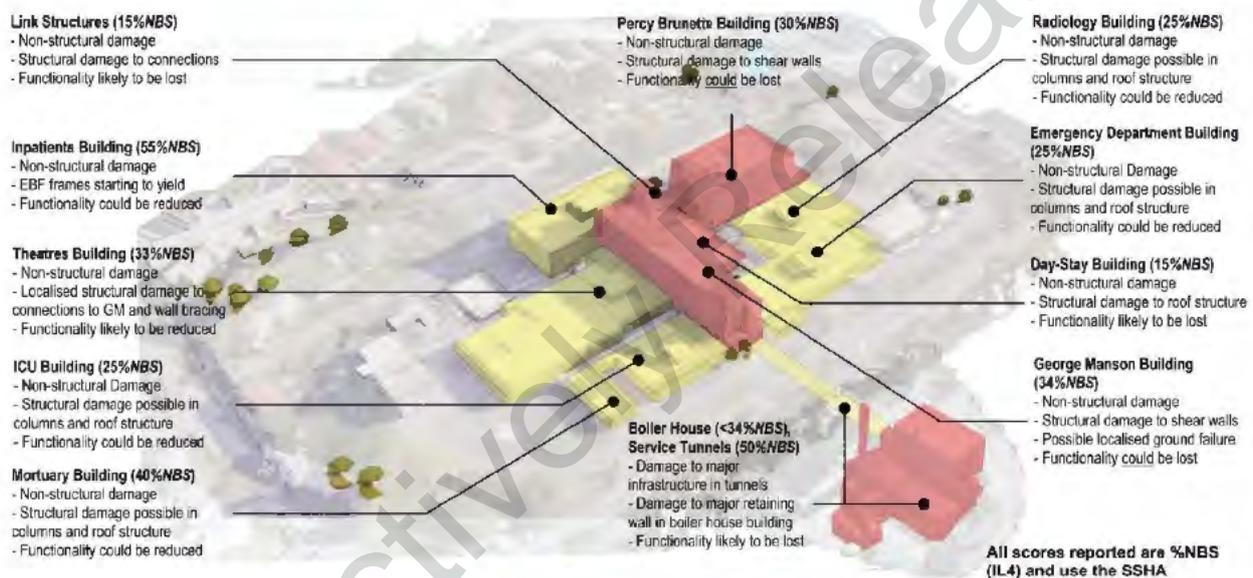 Link Structures (15%NBS)
- Non-structural damage
- Structural damage to connections
- Functionality likely to be lost
Inpatients Building (55%NBS)
- Non-structural damage
- EBF frames starting to yield
- Functionality could be reduced
Theatres Building (33%NBS)
- Non-structural damage
- Localised structural damage to
connections to GM and wall bracing
- Functionality likely to be reduced
ICU Building (25%NBS)
- Non-structural Damage
- Structural damage possible in
columns and roof structure
- Functionality could be reduced
Mortuary Building (40%NBS)
- Non-structural damage
- Structural damage possible in
columns and roof structure
- Functionality could be reduced
Percy Brunette Building (30%NBS)
- Non-structural damage
- Structural damage to shear walls
- Functionality could be lost
Boiler House (<34%NBS),
Service Tunnels (50%NBS)
- Damage to major
infrastructure in tunnels
- Damage to major retaining
wall in boiler house building
- Functionality likely to be lost
Radiology Building (25%NBS)
- Non-structural damage
- Structural damage possible in
columns and roof structure
- Functionality could be reduced
Emergency Department Building
(25%NBS)
- Non-structural Damage
- Structural damage possible in
columns and roof structure
- Functionality could be reduced
Day-Stay Building (15%NBS)
- Non-structural damage
- Structural damage to roof structure
- Functionality likely to be lost
George Manson Building
(34%NBS)
- Non-structural damage
- Structural damage to shear walls
- Possible localised ground failure
- Functionality could be lost
All scores reported are %NBS
(IL4) and use the SSHA
ctively Relea